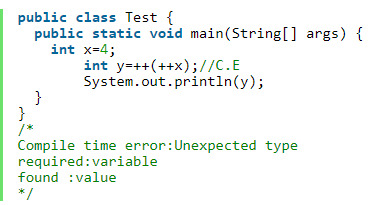 public class Test {
  public static void main(String[] args) {
    int x=4;
        int y=++(++x);//C.E
        System.out.println(y);
  }
}
/*
Compile time error:Unexpected type
required:variable
found :value
*/